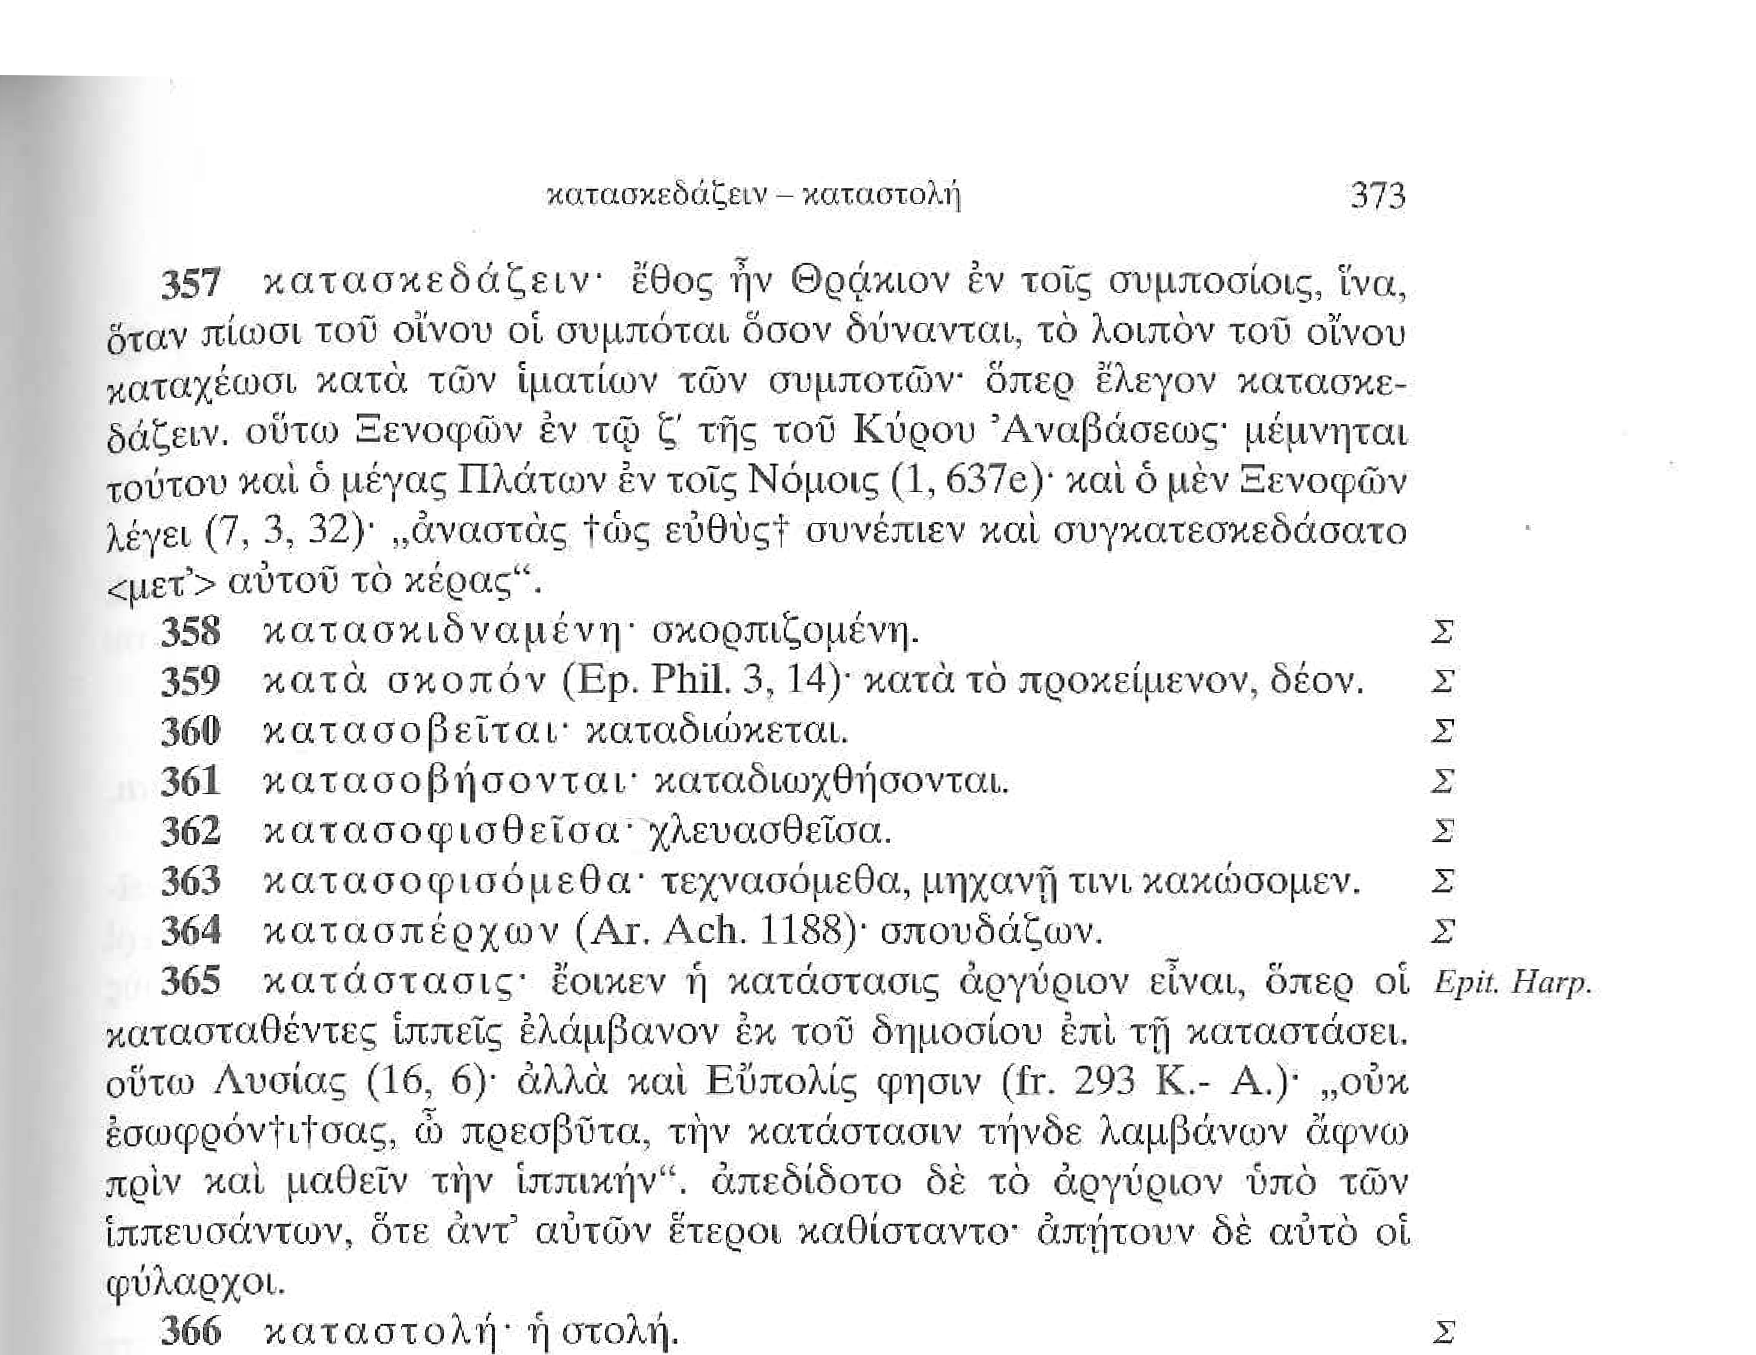 κατασκεδάζειν – καταστολή 373
357 κατασκεδάζειν· ἔθος ἦν Θρᾴκιον ἐν τοῖς συμποσίοις, ἵνα,
ὅταν πίωσι τοῦ οἴνου οἱ συμπόται ὅσον δύνανται, τὸ λοιπὸν τοῦ οἴνου
καταχέωσι κατὰ τῶν ἱματίων τῶν συμποτῶν· ὅπερ ἔλεγον κατασκε-
δάζειν. οὕτω Ξενοφῶν ἐν τῷ ζ′ τῆς τοῦ Κύρου Ἀναβάσεως· μέμνηται
τούτου καὶ ὁ μέγας Πλάτων ἐν τοῖς Νόμοις (1, 637e)· καὶ ὁ μὲν Ξενοφῶν
λέγει (7, 3, 32)· „ἀναστὰς †ὡς εὐθὺς† συνέπιεν καὶ συγκατεσκεδάσατο
<μετ’> αὐτοῦ τὸ κέρας“.
358 κατασκιδναμένη· σκορπιζομένη. Σ
359 κατὰ σκοπόν (Ep. Phil. 3, 14)· κατὰ τὸ προκείμενον, δέον. Σ
360 κατασοβεῖται· καταδιώκεται. Σ
361 κατασοβήσονται· καταδιωχθήσονται. Σ
362 κατασοφισθεῖσα· χλευασθεῖσα. Σ
363 κατασοφισόμεθα· τεχνασόμεθα, μηχανῇ τινι κακώσομεν. Σ
364 κατασπέρχων (Ar. Ach. 1188)· σπουδάζων. Σ
365 κατάστασις· ἔοικεν ἡ κατάστασις ἀργύριον εἶναι, ὅπερ οἱ Epit. Harp.
κατασταθέντες ἱππεῖς ἐλάμβανον ἐκ τοῦ δημοσίου ἐπὶ τῇ καταστάσει.
οὕτω Λυσίας (16, 6)· ἀλλὰ καὶ Εὔπολίς φησιν (fr. 293 K.- A.)· „οὐκ
ἐσωφρόν†ι†σας, ὦ πρεσβῦτα, τὴν κατάστασιν τήνδε λαμβάνων ἄφνω
πρὶν καὶ μαθεῖν τὴν ἱππικήν“. ἀπεδίδοτο δὲ τὸ ἀργύριον ὑπὸ τῶν
ἱππευσάντων, ὅτε ἀντ’ αὐτῶν ἕτεροι καθίσταντο· ἀπῄτουν δὲ αὐτὸ οἱ
φύλαρχοι.
366 καταστολή· ἡ στολή. Σ